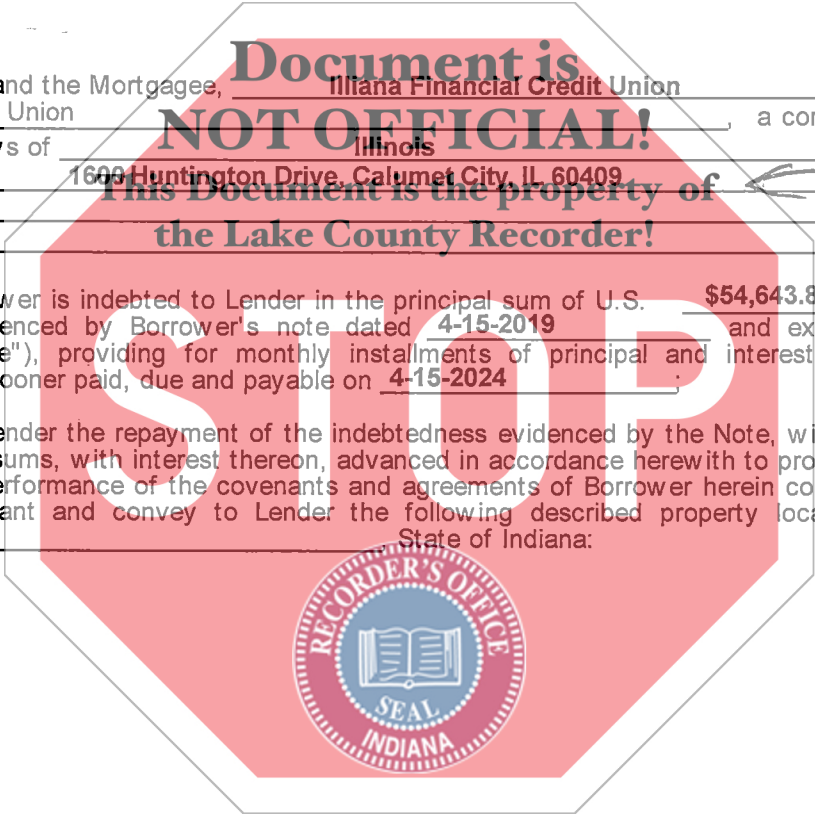 Document is
nd the Mortgagee, Illiana Financial Credit Union
Union , a co
NOT OFFICIAL!
s of Illinois
1600 Huntington Drive, Calumet City, IL 60409
This Document is the property of
the Lake County Recorder!
wer is indebted to Lender in the principal sum of U.S. $54,643.8
enced by Borrower's note dated 4-15-2019 and ex
e"), providing for monthly installments of principal and interest
ooner paid, due and payable on 4-15-2024 ;
STOP
ender the repayment of the indebtedness evidenced by the Note, wi
sums, with interest thereon, advanced in accordance herewith to pro
rformance of the covenants and agreements of Borrower herein co
ant and convey to Lender the following described property loca
, State of Indiana:
RECORDER'S OFFICE
SEAL
INDIANA